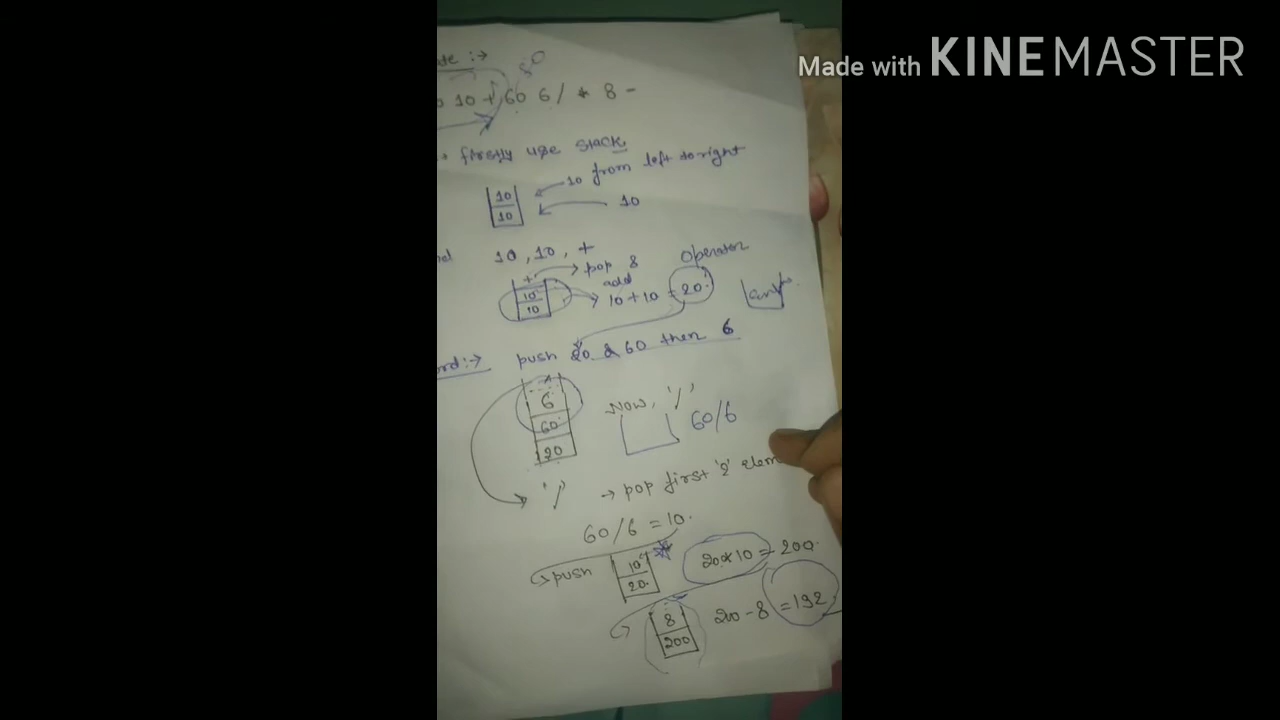 Made with KINEMASTER
10 + 60 6 / * 8 -
→ firstly use stack
10 ← 10 from left to right
10 ← 10
10 , 10 , +
Operator
+ → pop &
add
10
10 → 10 + 10 = 20
push 20 & 60 then 6
6 Now, '/'
60 60/6
20
'/' → pop first '2' elem
60/6 = 10.
push 10 * 20 * 10 = 200.
20
8 200 - 8 = 192
200